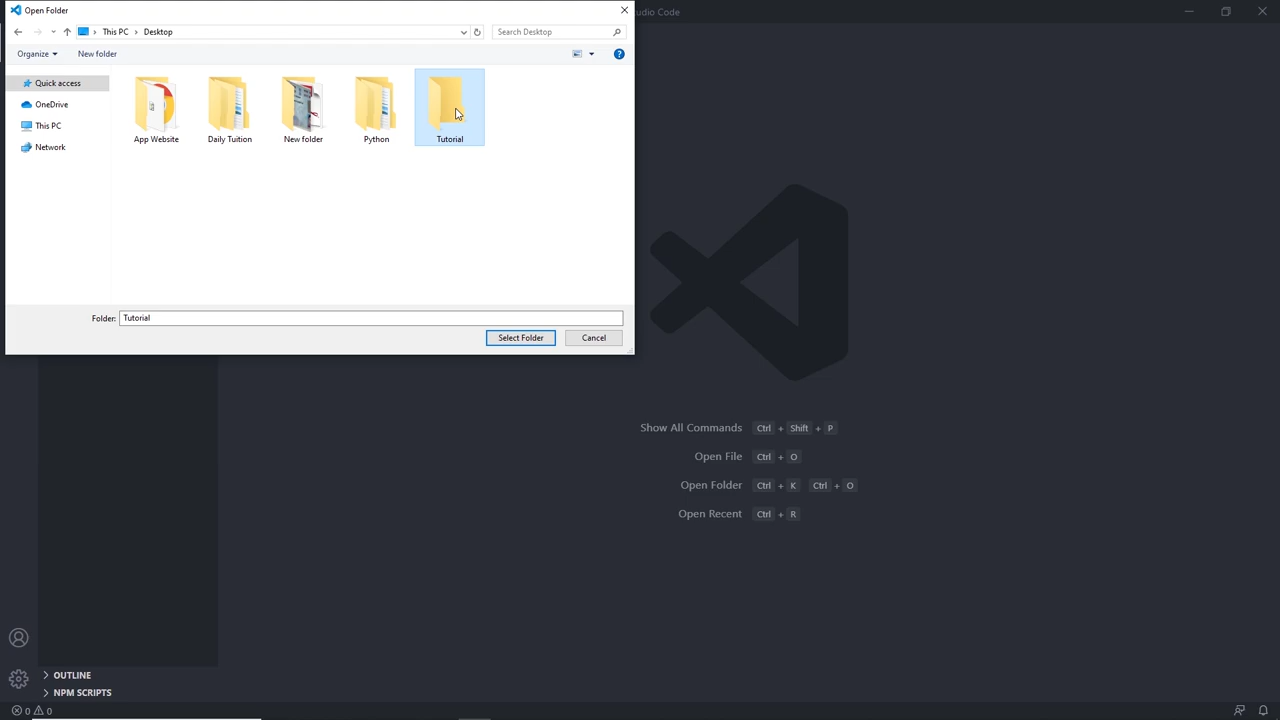 Open Folder
udio Code
This PC
Desktop
Search Desktop
Organize
New folder
Quick access
OneDrive
This PC
Network
App Website
Daily Tuition
New folder
Python
Tutorial
Folder: Tutorial
Select Folder
Cancel
Show All Commands Ctrl + Shift + P
Open File Ctrl + O
Open Folder Ctrl + K Ctrl + O
Open Recent Ctrl + R
OUTLINE
NPM SCRIPTS
0 0